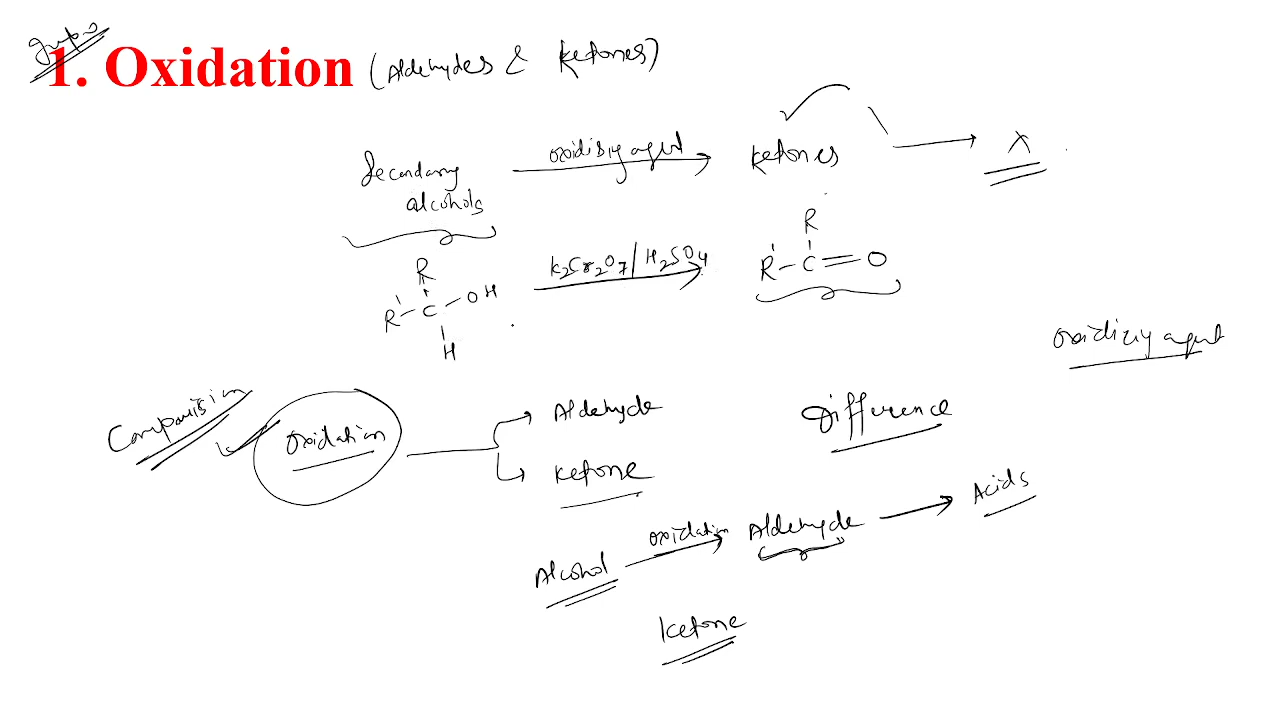 1. Oxidation (Aldehydes & Ketones)
Secondary alcohols oxidising agent Ketones X
R
R' C OH
H
K2Cr2O7/H2SO4
R
R' - C = O
oxidizing agent
Comparision
Oxidation
Aldehyde
Ketone
Difference
Alcohol oxidation Aldehyde Acids
Ketone